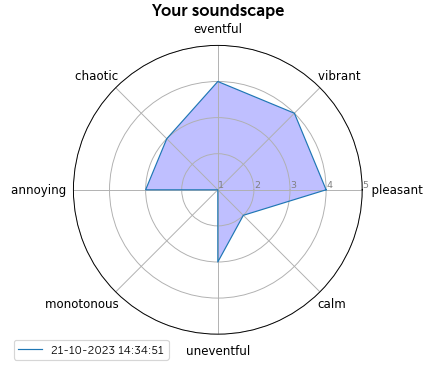 Your soundscape
eventful
chaotic
vibrant
annoying
1 2 3 4 5
pleasant
monotonous
calm
uneventful
21-10-2023 14:34:51